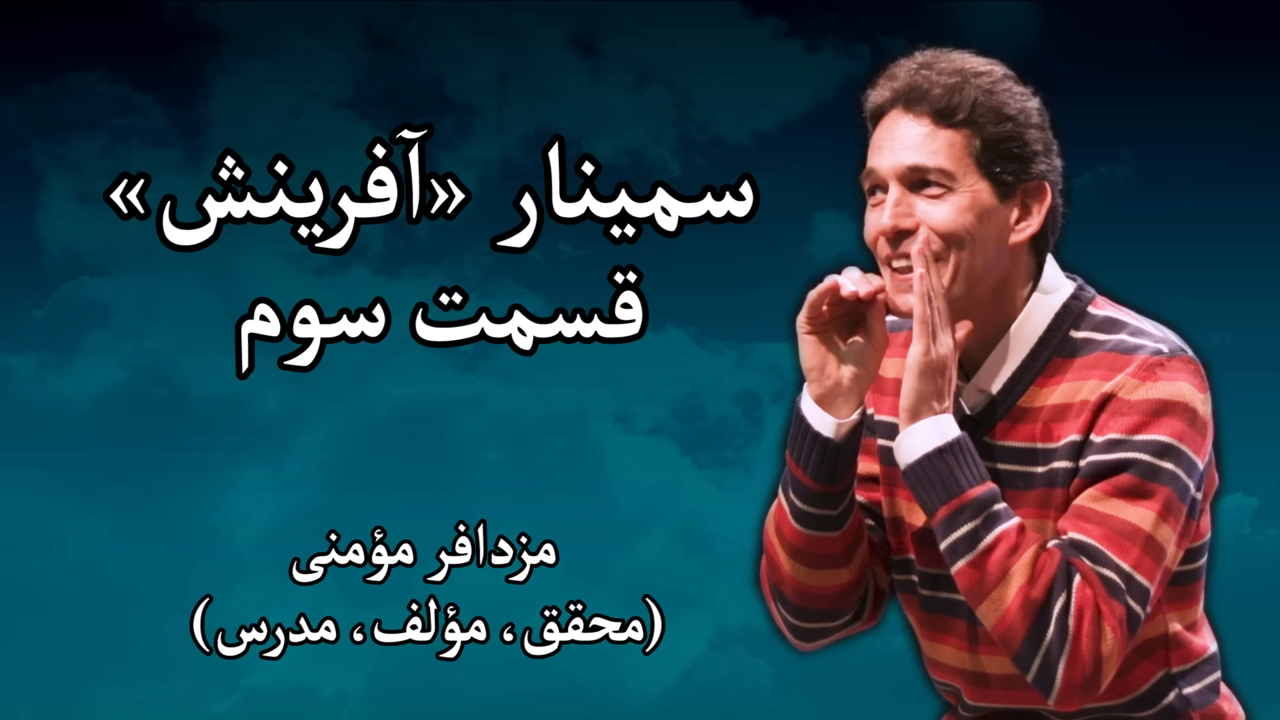 سمینار «آفرینش»
قسمت سوم
مزدافر مؤمنی
(محقق، مؤلف، مدرس)